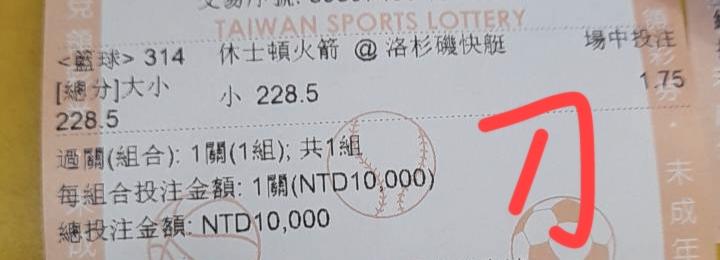 TAIWAN SPORTS LOTTERY
<籃球> 314 休士頓火箭 @ 洛杉磯快艇 場中投注
[總分]大小 小 228.5 1.75
228.5
過關(組合): 1關(1組); 共1組
每組合投注金額: 1關(NTD10,000)
總投注金額: NTD10,000
刀
未成年